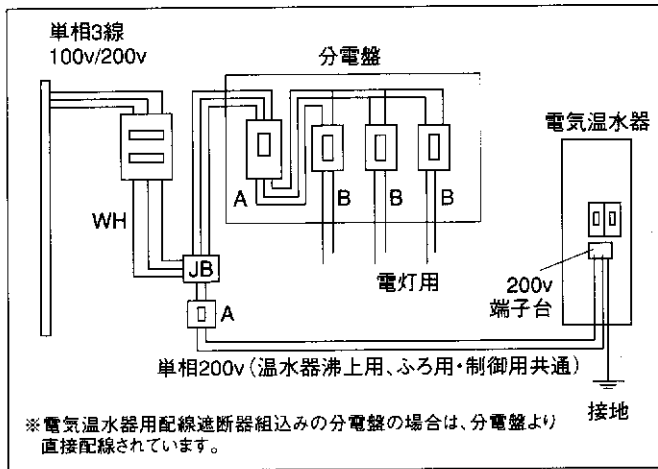 単相3線
100v/200v
分電盤
電気温水器
A
B
B
B
WH
JB
電灯用
200v
端子台
A
単相200v（温水器沸上用、ふろ用・制御用共通）
接地
※電気温水器用配線遮断器組込みの分電盤の場合は、分電盤より
直接配線されています。